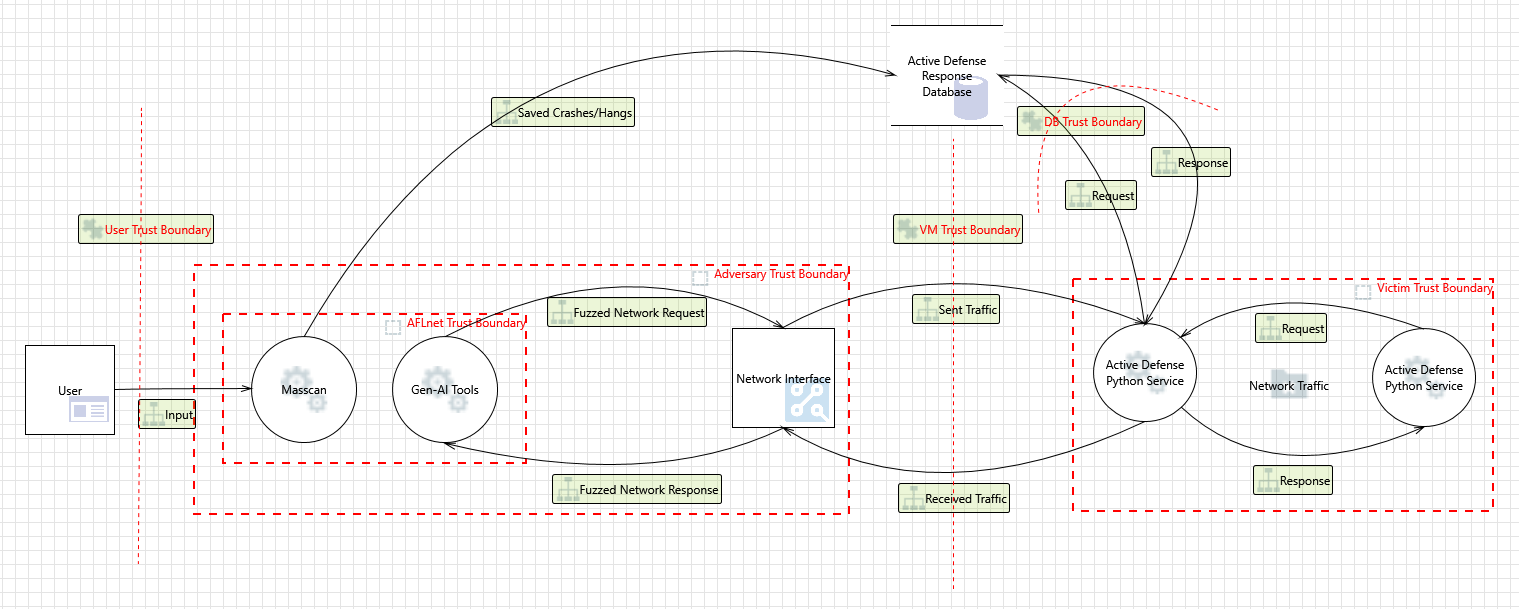 Active Defense
Response
Database
Saved Crashes/Hangs
DB Trust Boundary
Response
Request
User Trust Boundary
VM Trust Boundary
Adversary Trust Boundary
Victim Trust Boundary
AFLnet Trust Boundary
Fuzzed Network Request
Sent Traffic
Request
User
Masscan
Gen-AI Tools
Network Interface
Active Defense
Python Service
Network Traffic
Active Defense
Python Service
Input
Fuzzed Network Response
Received Traffic
Response